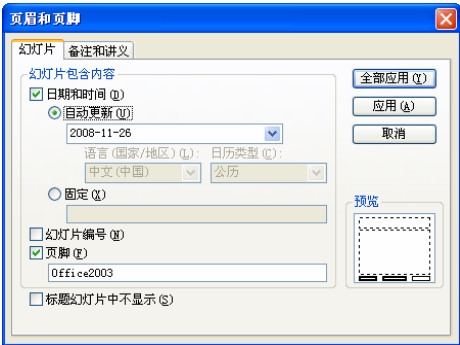 页眉和页脚
幻灯片 备注和讲义
幻灯片包含内容
日期和时间(D)
自动更新(U)
2008-11-26
语言(国家/地区)(L): 日历类型(C):
中文(中国) 公历
固定(X)
幻灯片编号(N)
页脚(F)
Office2003
标题幻灯片中不显示(S)
全部应用(Y)
应用(A)
取消
预览